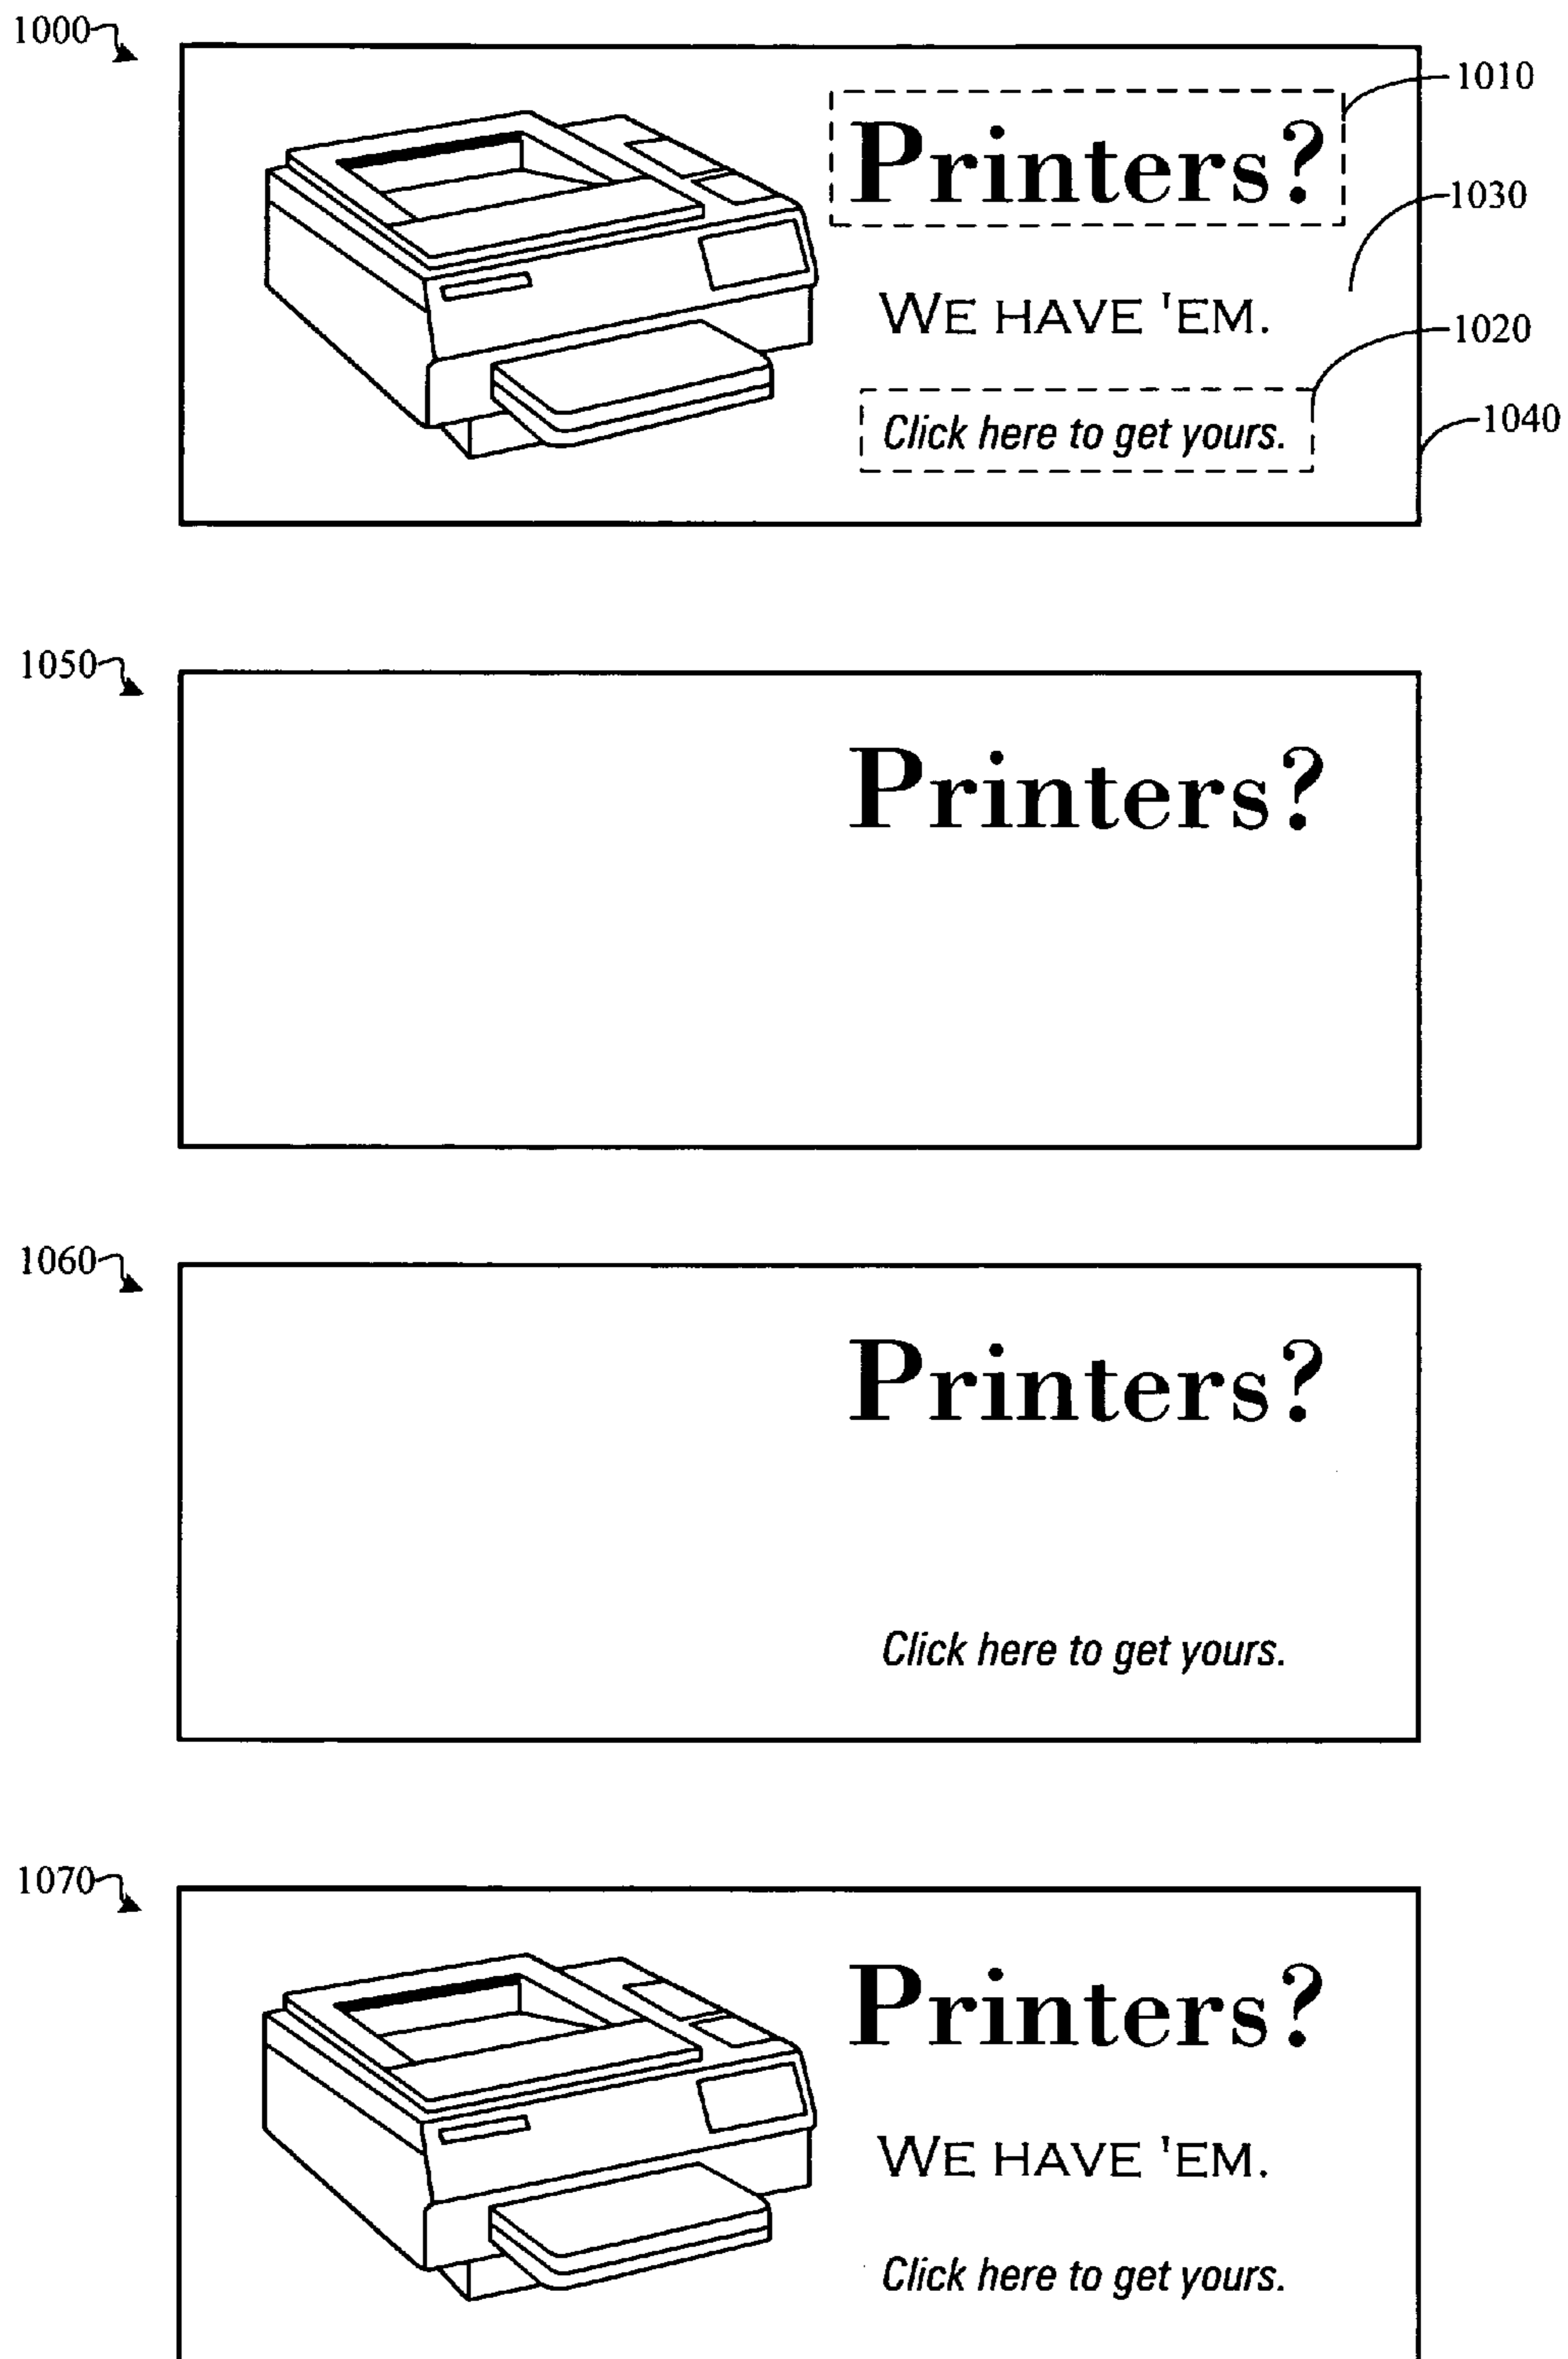 1000
1010
Printers?
1030
WE HAVE 'EM.
1020
1040
Click here to get yours.
1050
Printers?
1060
Printers?
Click here to get yours.
1070
Printers?
WE HAVE 'EM.
Click here to get yours.